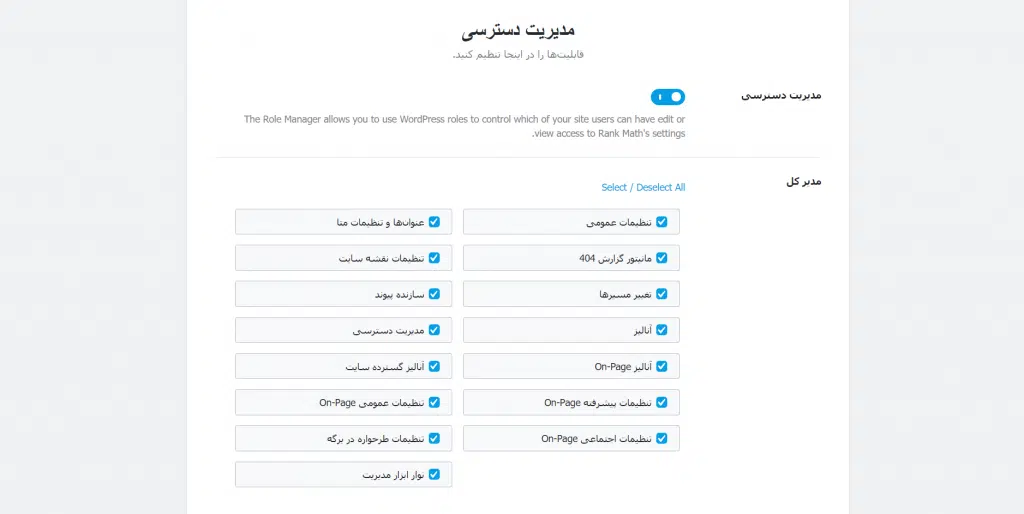 مدیریت دسترسی
قابلیت‌ها را در اینجا تنظیم کنید.
مدیریت دسترسی
The Role Manager allows you to use WordPress roles to control which of your site users can have edit or
.view access to Rank Math's settings
مدیر کل
Select / Deselect All
تنظیمات عمومی
عنوان‌ها و تنظیمات متا
مانیتور گزارش 404
تنظیمات نقشه سایت
تغییر مسیرها
سازنده پیوند
آنالیز
مدیریت دسترسی
آنالیز On-Page
آنالیز گسترده سایت
تنظیمات پیشرفته On-Page
تنظیمات عمومی On-Page
تنظیمات اجتماعی On-Page
تنظیمات طرحواره در برگه
نوار ابزار مدیریت